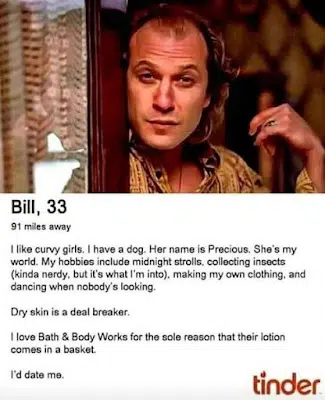 Bill, 33
91 miles away
I like curvy girls. I have a dog. Her name is Precious. She's my
world. My hobbies include midnight strolls, collecting insects
(kinda nerdy, but it's what I'm into), making my own clothing, and
dancing when nobody's looking.
Dry skin is a deal breaker.
I love Bath & Body Works for the sole reason that their lotion
comes in a basket.
I'd date me.
tinder